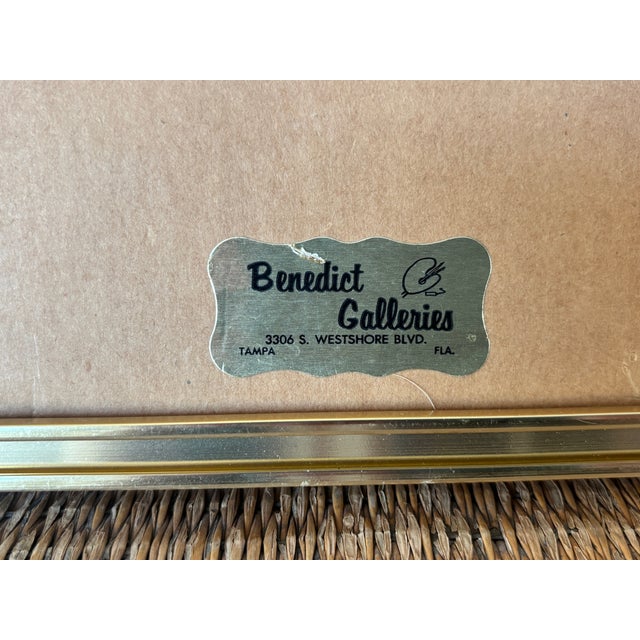 Benedict
Galleries
3306 S. WESTSHORE BLVD.
TAMPA FLA.